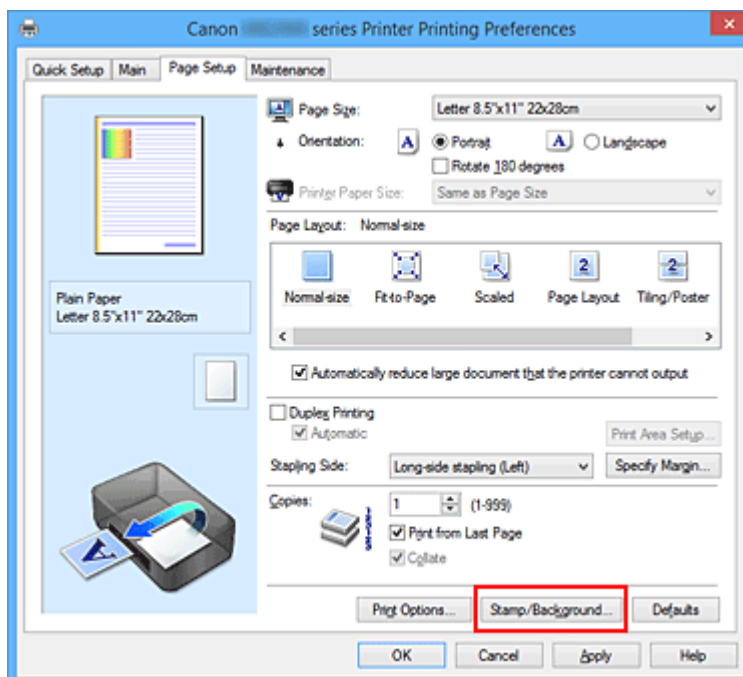 Canon series Printer Printing Preferences
Quick Setup Main Page Setup Maintenance
Page Size: Letter 8.5"x11" 22x28cm
Orientation: A Portrait A Landscape
Rotate 180 degrees
Printer Paper Size: Same as Page Size
Page Layout: Normal-size
2 2
Normal-size Fit-to-Page Scaled Page Layout Tiling/Poster
Plain Paper
Letter 8.5"x11" 22x28cm
Automatically reduce large document that the printer cannot output
Duplex Printing
Automatic Print Area Setup...
Stapling Side: Long-side stapling (Left) Specify Margin...
Copies: 1 (1-999)
Print from Last Page
Collate
A
Print Options... Stamp/Background... Defaults
OK Cancel Apply Help